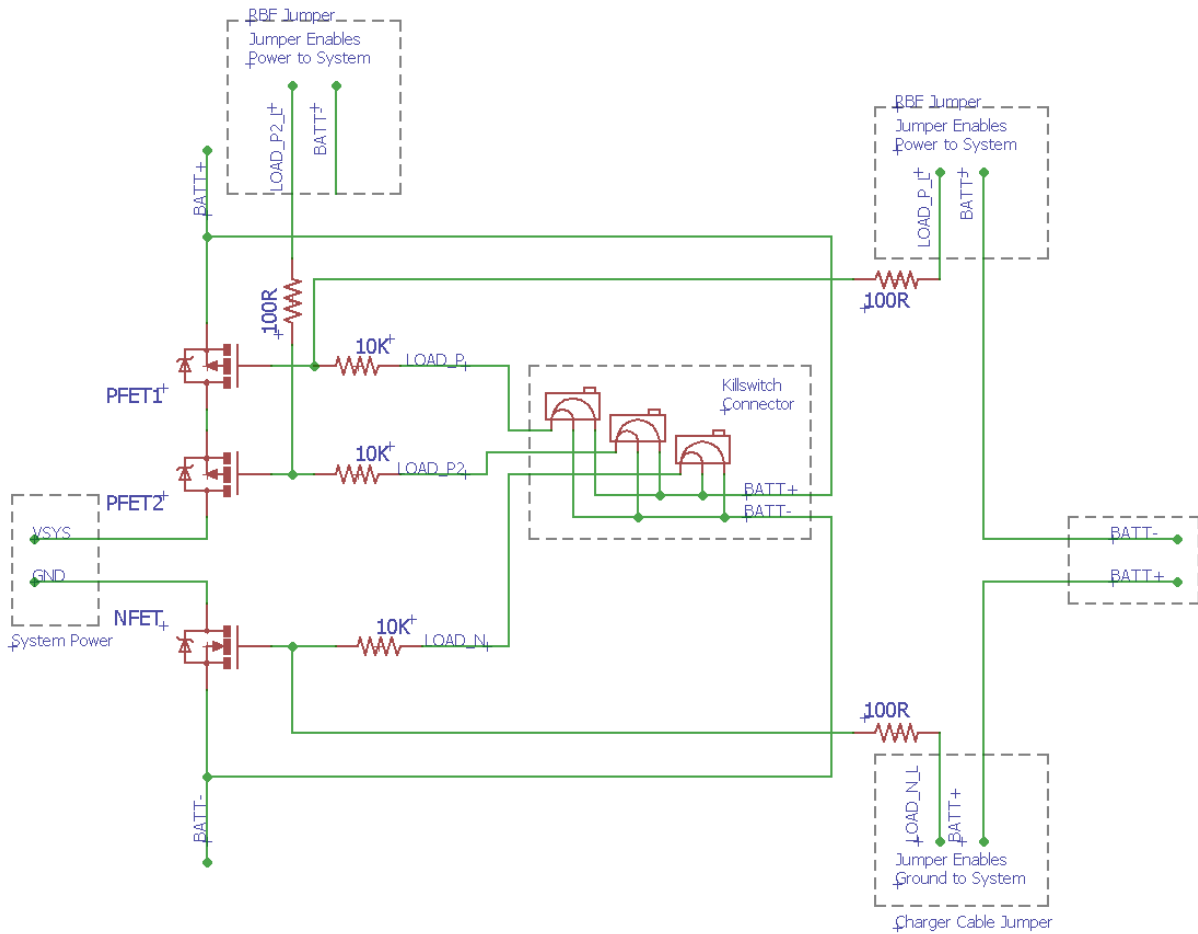 RBF Jumper
Jumper Enables
Power to System
LOAD_P2_L
BATT-
BATT+
RBF Jumper
Jumper Enables
Power to System
LOAD_P_L
BATT-
100R
100R
10K
LOAD_P
PFET1
Killswitch
Connector
10K
LOAD_P2
PFET2
BATT+
BATT-
VSYS
GND
System Power
BATT-
BATT+
NFET
10K
LOAD_N
100R
BATT-
LOAD_N_L
BATT+
Jumper Enables
Ground to System
Charger Cable Jumper